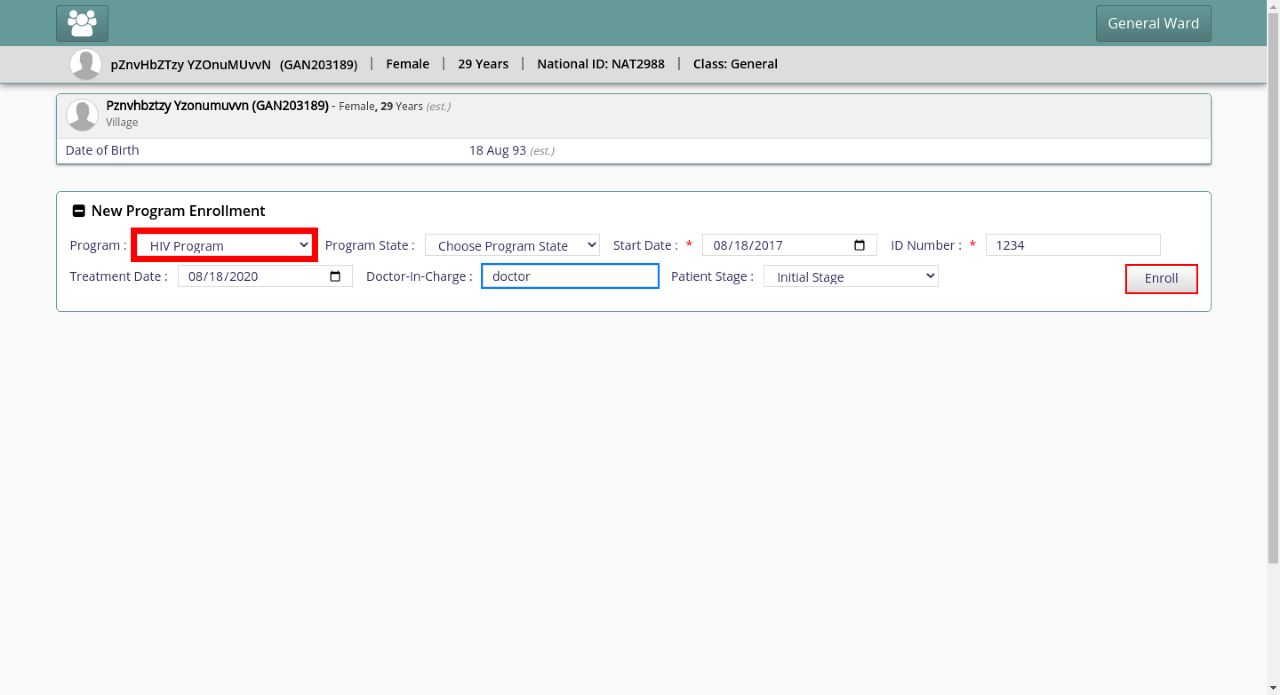 General Ward
pZnvHbZTzy YZOnuMUvvN (GAN203189) | Female | 29 Years | National ID: NAT2988 | Class: General
Pznvhbztzy Yzonumuvvn (GAN203189) - Female, 29 Years (est.)
Village
Date of Birth 18 Aug 93 (est.)
New Program Enrollment
Program : HIV Program Program State : Choose Program State Start Date : * 08/18/2017 ID Number : * 1234
Treatment Date : 08/18/2020 Doctor-In-Charge : doctor Patient Stage : Initial Stage Enroll